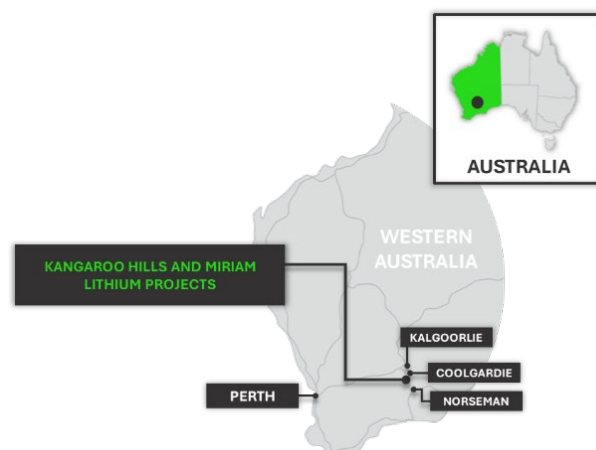 AUSTRALIA
WESTERN
AUSTRALIA
KANGAROO HILLS AND MIRIAM
LITHIUM PROJECTS
KALGOORLIE
COOLGARDIE
PERTH
NORSEMAN